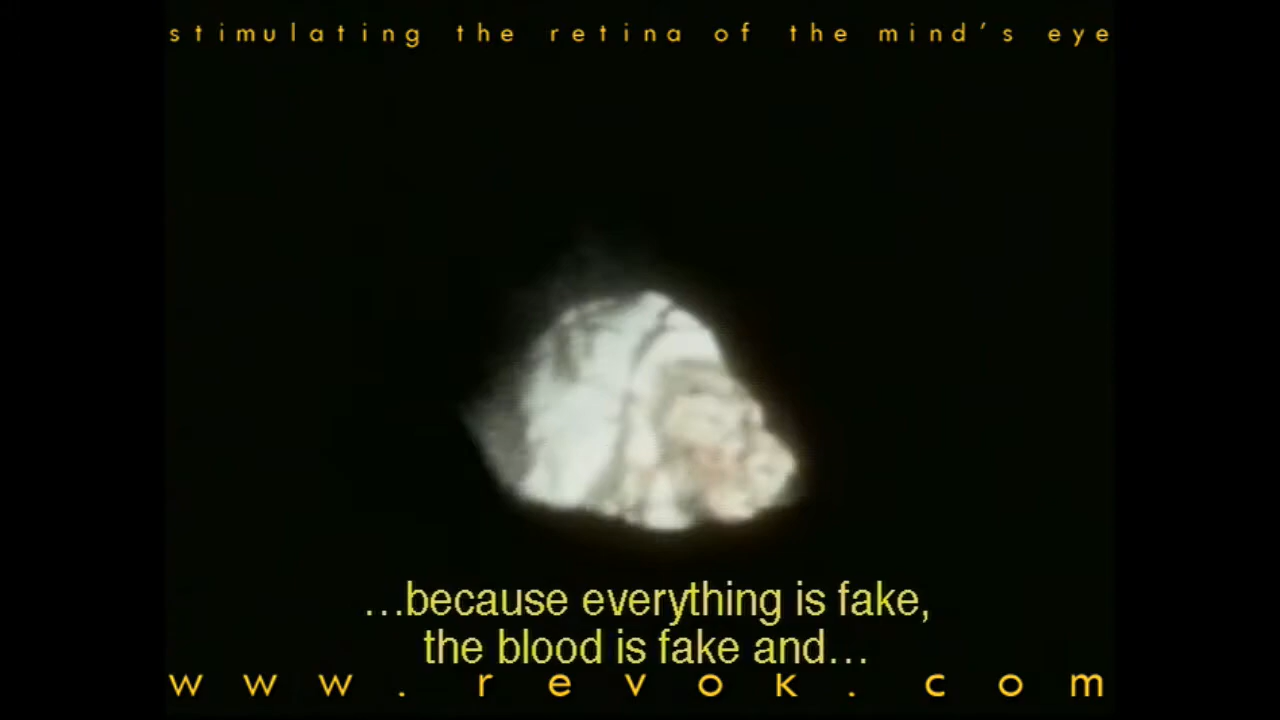 stimulating the retina of the mind's eye
…because everything is fake,
the blood is fake and…
www.revok.com